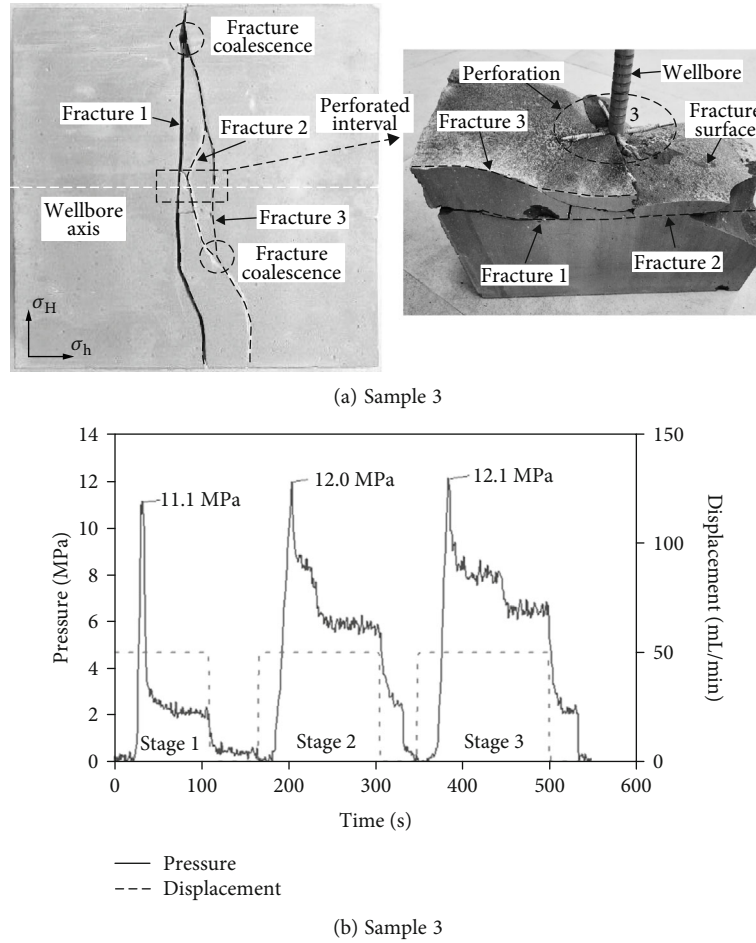 Fracture
coalescence
Fracture 1
Fracture 2
Perforated
interval
Wellbore
axis
Fracture 3
Fracture
coalescence
σH
σh
Perforation
Wellbore
3
Fracture
surface
Fracture 3
Fracture 1
Fracture 2
(a) Sample 3
14
12
10
8
6
4
2
0
Pressure (MPa)
11.1 MPa
12.0 MPa
12.1 MPa
Stage 1
Stage 2
Stage 3
150
100
50
0
Displacement (mL/min)
0
100
200
300
400
500
600
Time (s)
Pressure
Displacement
(b) Sample 3